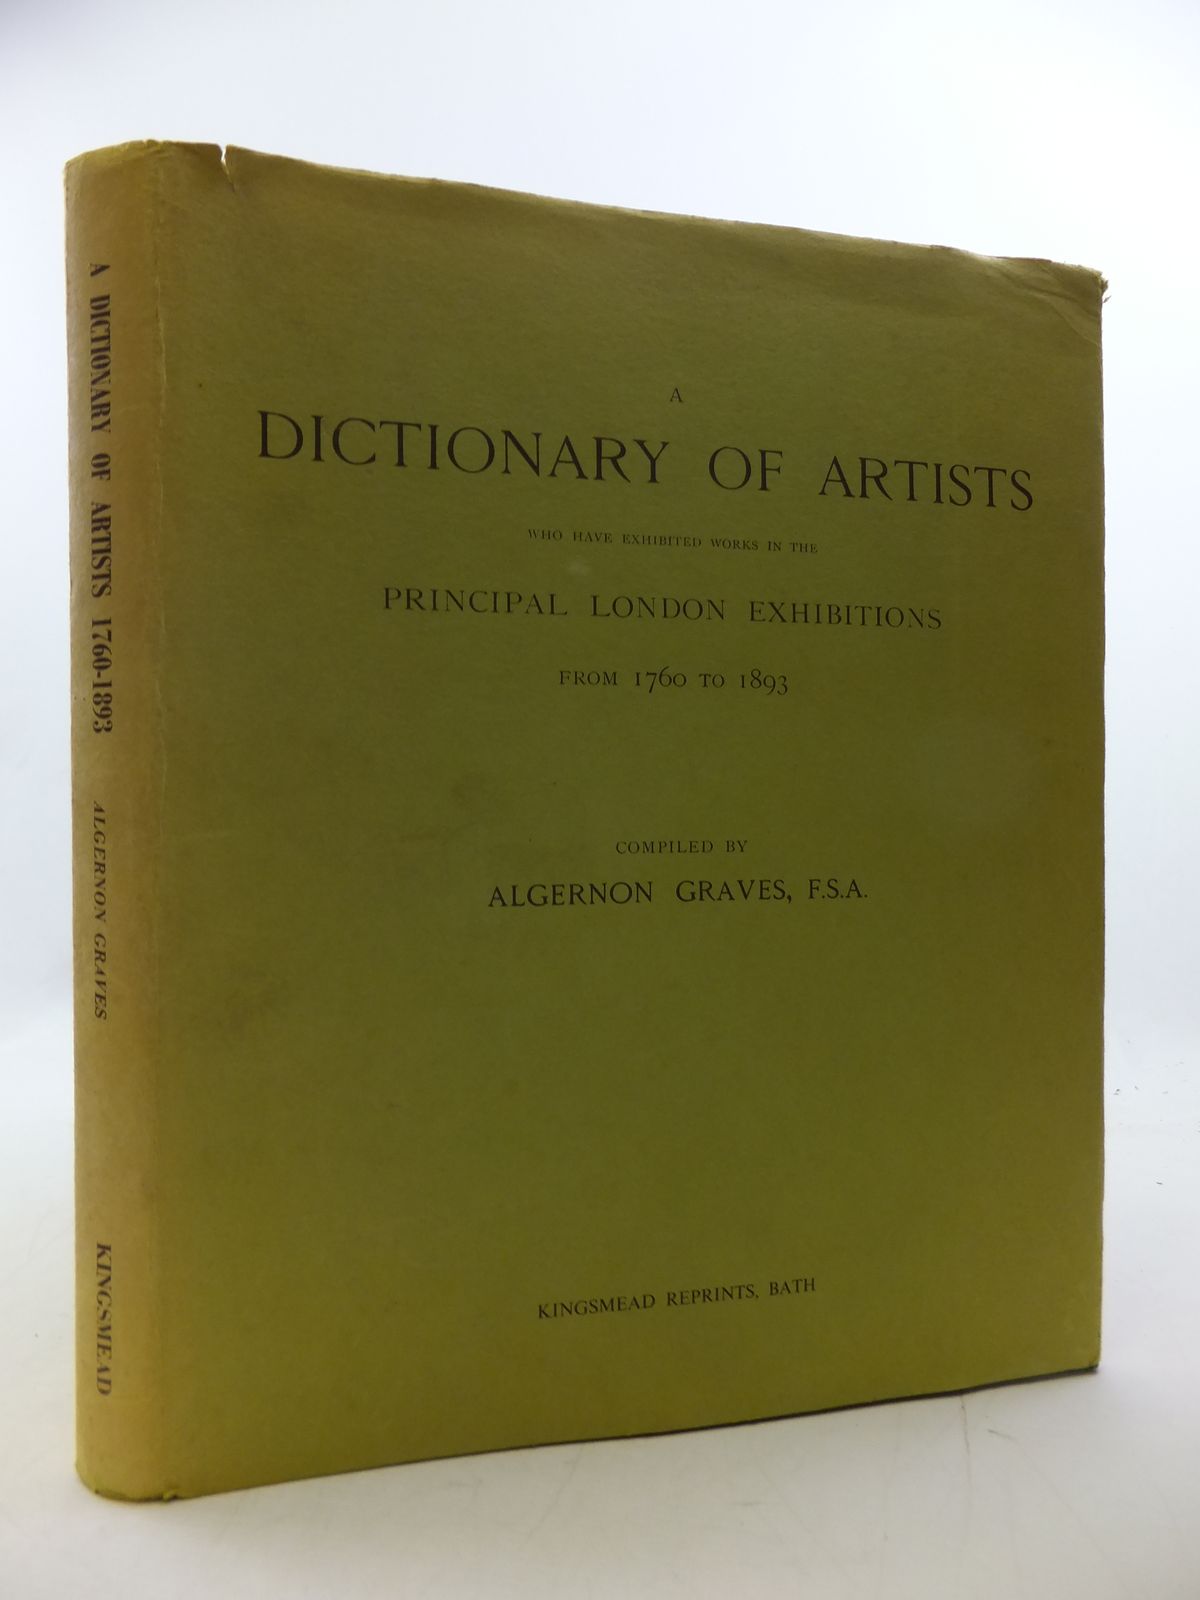 A DICTIONARY OF ARTISTS 1760-1893 ALGERNON GRAVES KINGSMEAD
A
DICTIONARY OF ARTISTS
WHO HAVE EXHIBITED WORKS IN THE
PRINCIPAL LONDON EXHIBITIONS
FROM 1760 TO 1893
COMPILED BY
ALGERNON GRAVES, F.S.A.
KINGSMEAD REPRINTS, BATH